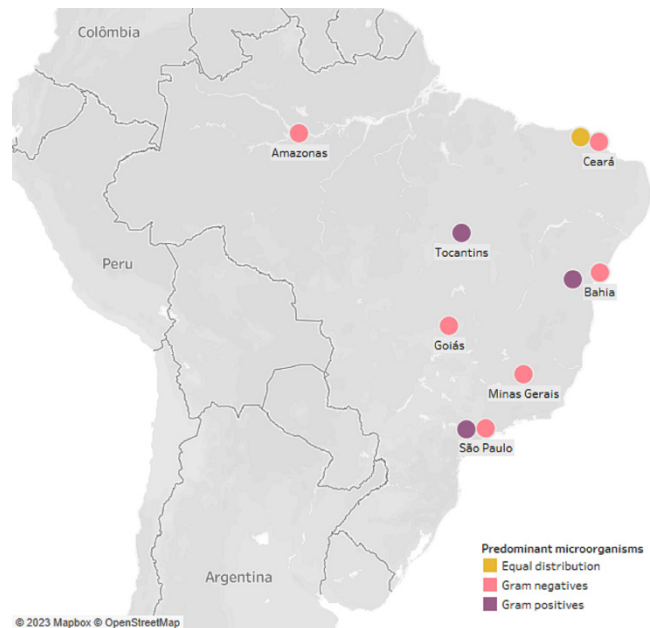 Colômbia
Amazonas
Ceará
Tocantins
Peru
Bahia
Goiás
Minas Gerais
São Paulo
Predominant microorganisms
Equal distribution
Gram negatives
Gram positives
Argentina
© 2023 Mapbox © OpenStreetMap